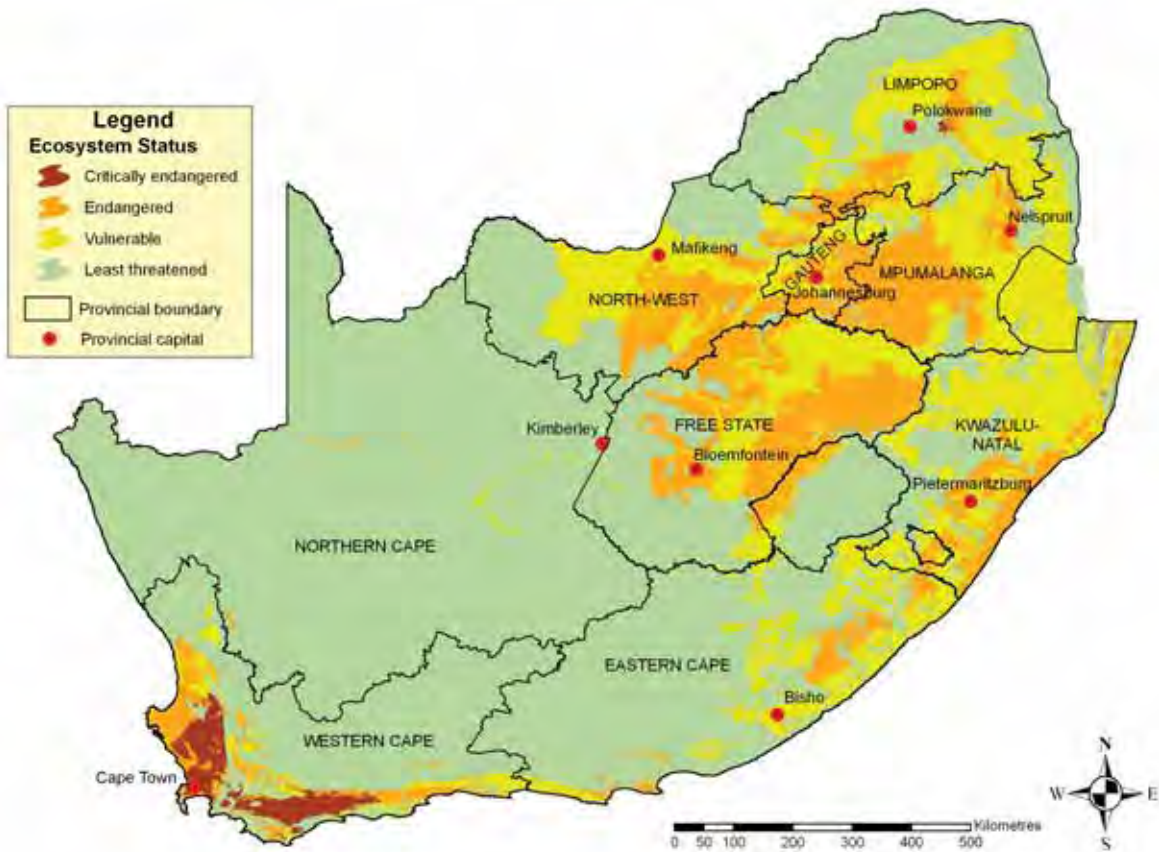 Legend
Ecosystem Status
Critically endangered
Endangered
Vulnerable
Least threatened
Provincial boundary
Provincial capital
LIMPOPO
Polokwane
Nelspruit
Mafikeng
GAUTENG
MPUMALANGA
Johannesburg
NORTH-WEST
Kimberley
FREE STATE
Bloemfontein
KWAZULU-
NATAL
Pietermaritzburg
NORTHERN CAPE
EASTERN CAPE
Bisho
WESTERN CAPE
Cape Town
N
W E
S
Kilometres
0 50 100 200 300 400 500